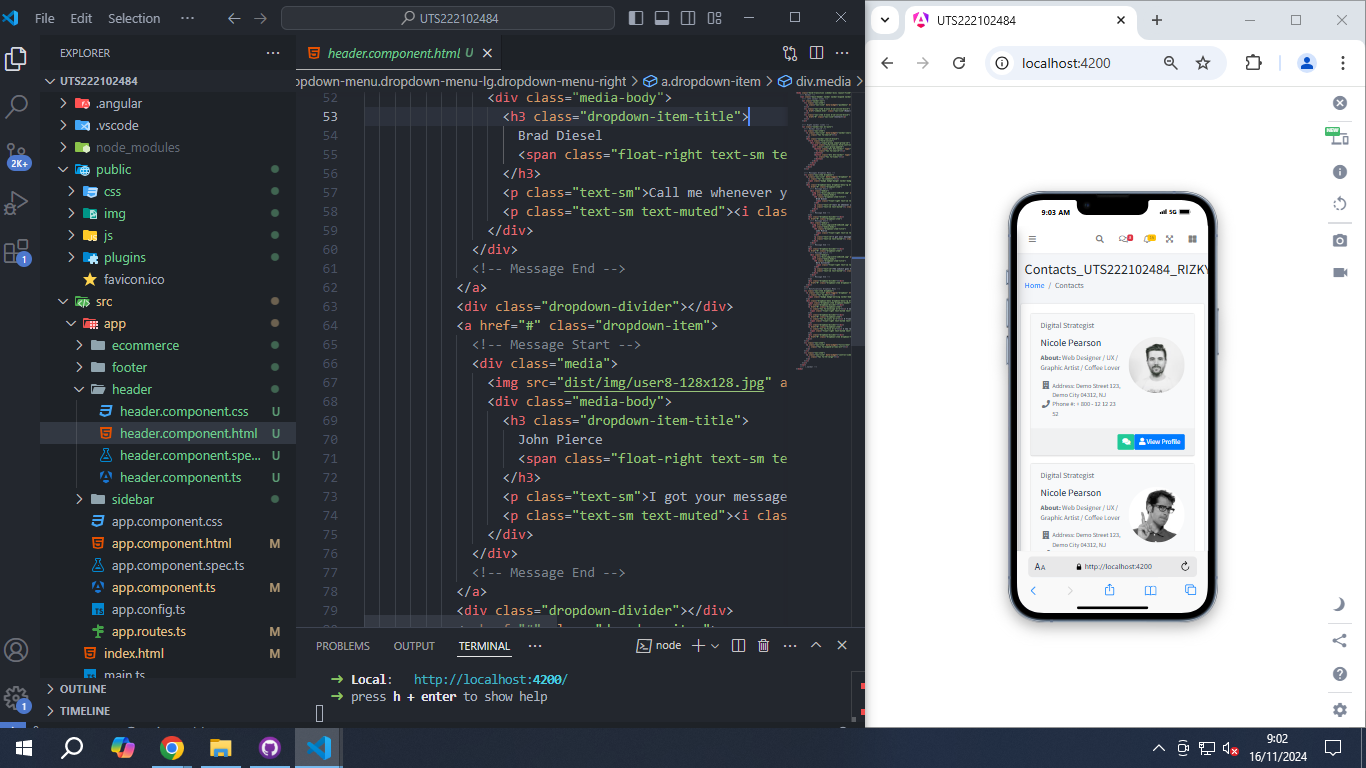 File Edit Selection ··· UTS222102484
EXPLORER
UTS222102484
.angular
.vscode
node_modules
public
css
img
js
plugins
favicon.ico
src
app
ecommerce
footer
header
header.component.css U
header.component.html U
header.component.spe... U
header.component.ts U
sidebar
app.component.css
app.component.html M
app.component.spec.ts
app.component.ts M
app.config.ts
app.routes.ts M
index.html M
main.ts
OUTLINE
TIMELINE
2K+
1
1
header.component.html U
opdown-menu.dropdown-menu-lg.dropdown-menu-right > a.dropdown-item > div.media >
52 <div class="media-body">
53 <h3 class="dropdown-item-title">
54 Brad Diesel
55 <span class="float-right text-sm te
56 </h3>
57 <p class="text-sm">Call me whenever y
58 <p class="text-sm text-muted"><i clas
59 </div>
60 </div>
61 <!-- Message End -->
62 </a>
63 <div class="dropdown-divider"></div>
64 <a href="#" class="dropdown-item">
65 <!-- Message Start -->
66 <div class="media">
67 <img src="dist/img/user8-128x128.jpg" a
68 <div class="media-body">
69 <h3 class="dropdown-item-title">
70 John Pierce
71 <span class="float-right text-sm te
72 </h3>
73 <p class="text-sm">I got your message
74 <p class="text-sm text-muted"><i clas
75 </div>
76 </div>
77 <!-- Message End -->
78 </a>
79 <div class="dropdown-divider"></div>
PROBLEMS OUTPUT TERMINAL ··· node
➜ Local: http://localhost:4200/
➜ press h + enter to show help
UTS222102484
localhost:4200
NEW
9:03 AM 5G
Contacts_UTS222102484_RIZKY
Home / Contacts
Digital Strategist
Nicole Pearson
About: Web Designer / UX /
Graphic Artist / Coffee Lover
Address: Demo Street 123,
Demo City 04312, NJ
Phone #: + 800 - 12 12 23
52
View Profile
Digital Strategist
Nicole Pearson
About: Web Designer / UX /
Graphic Artist / Coffee Lover
Address: Demo Street 123,
Demo City 04312, NJ
AA http://localhost:4200
9:02
16/11/2024